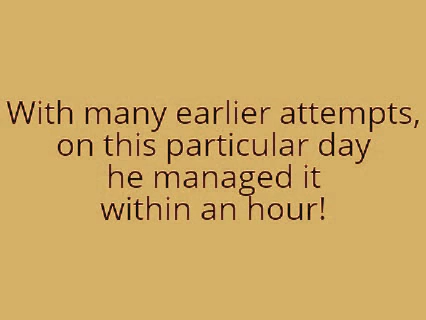 With many earlier attempts,
on this particular day
he managed it
within an hour!